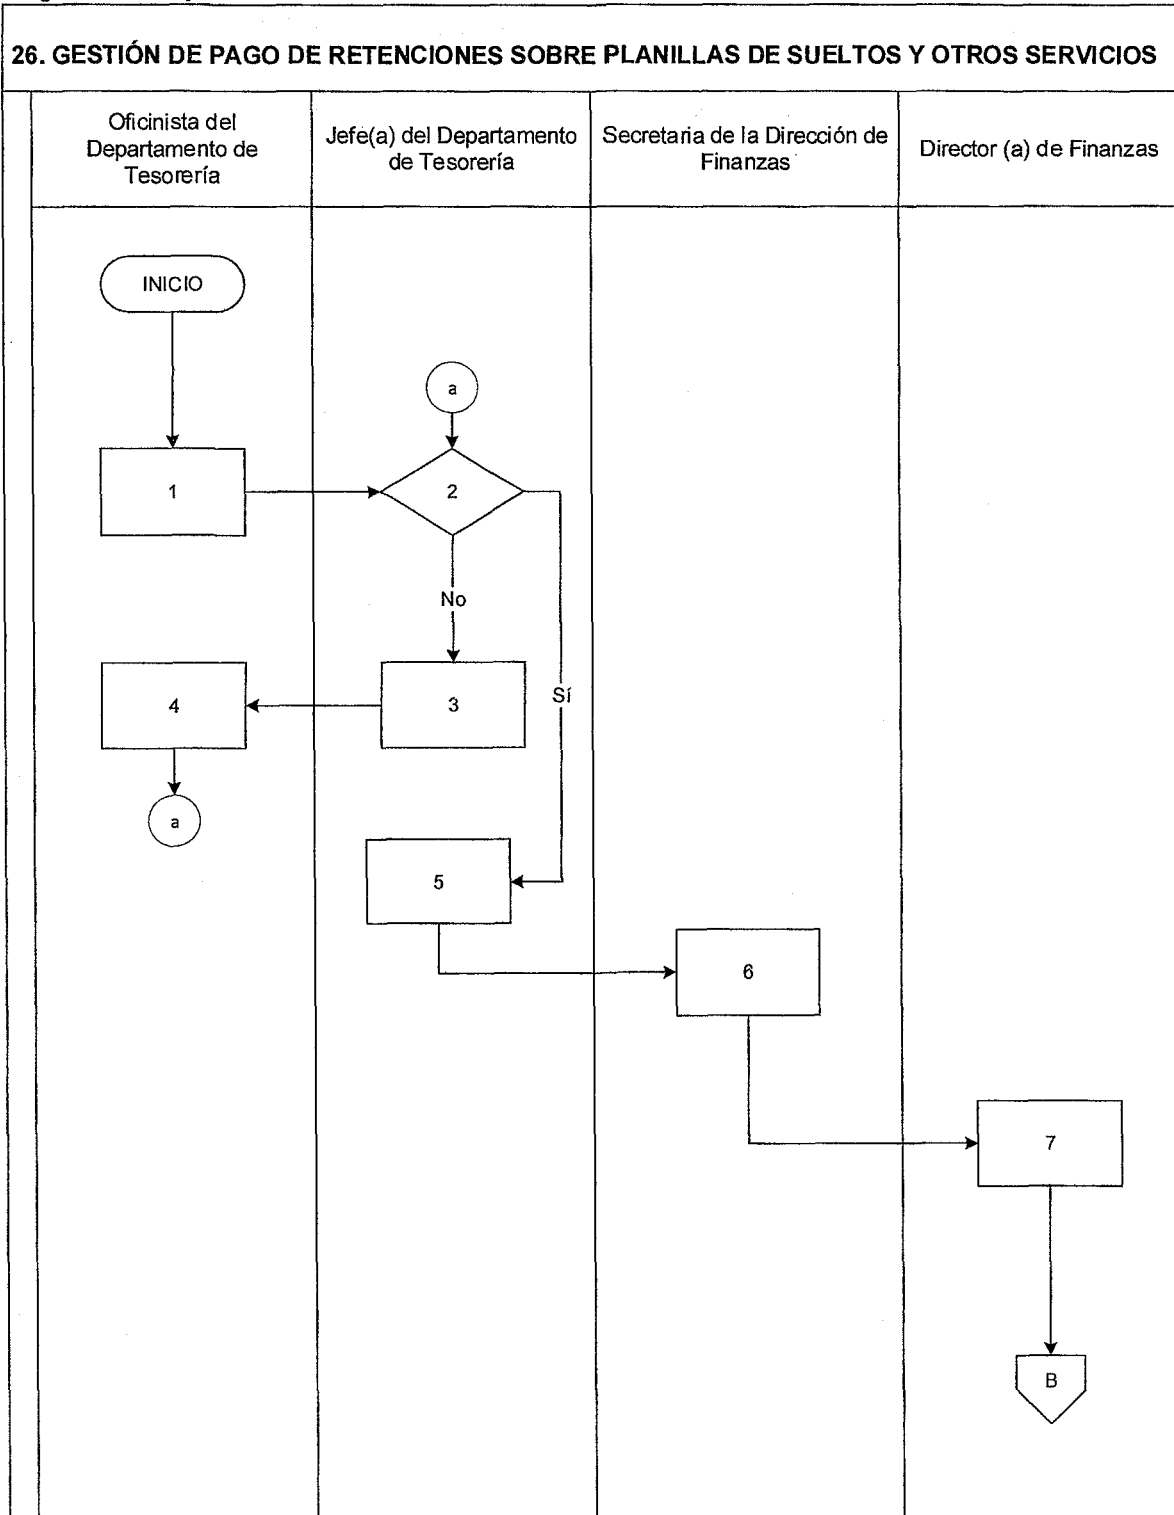 26. GESTIÓN DE PAGO DE RETENCIONES SOBRE PLANILLAS DE SUELTOS Y OTROS SERVICIOS
Oficinista del
Departamento de
Tesorería
Jefe(a) del Departamento
de Tesorería
Secretaria de la Dirección de
Finanzas
Director (a) de Finanzas
INICIO
a
1
2
No
4
3
Sí
a
5
6
7
B